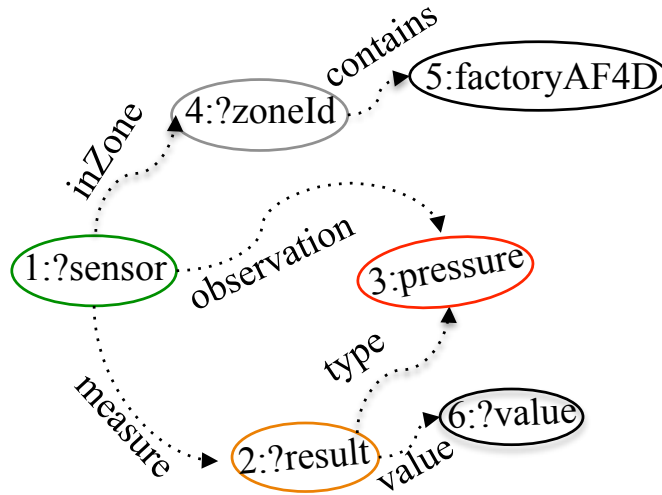 contains
5:factoryAF4D
4:?zoneId
inZone
1:?sensor
observation
3:pressure
type
measure
2:?result
value
6:?value